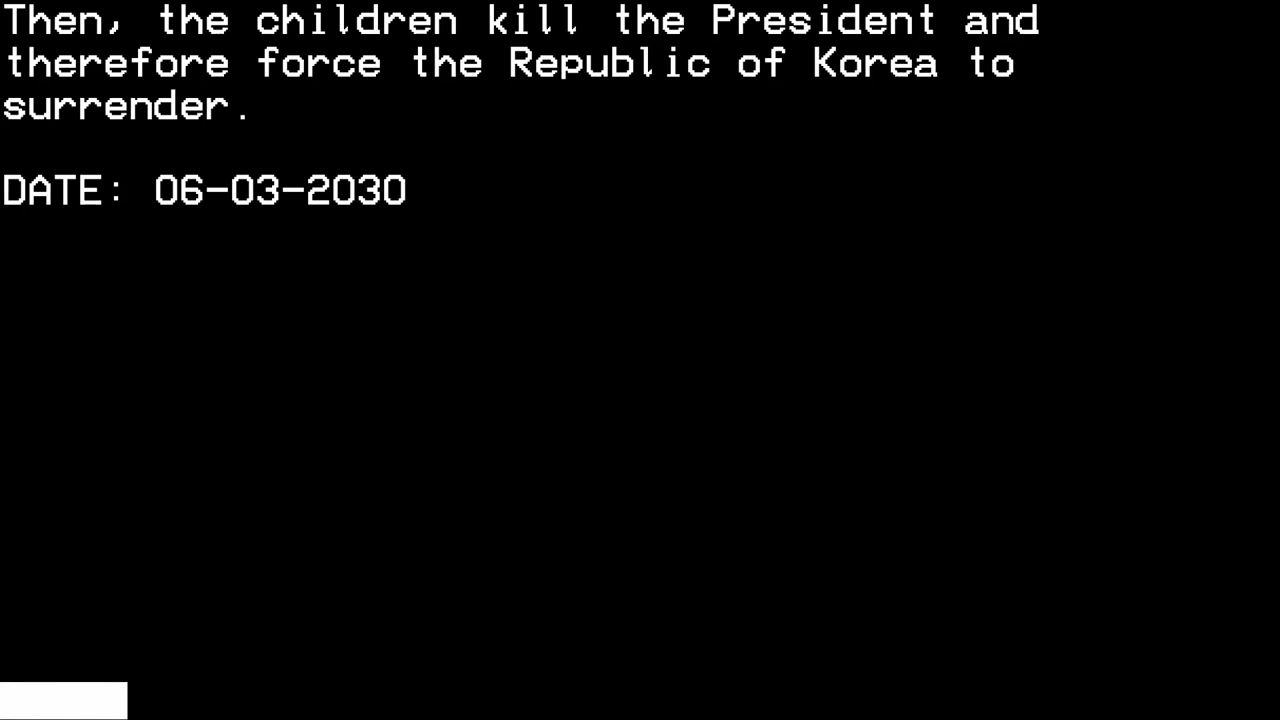 Then, the children kill the President and
therefore force the Republic of Korea to
surrender.
DATE: 06-03-2030